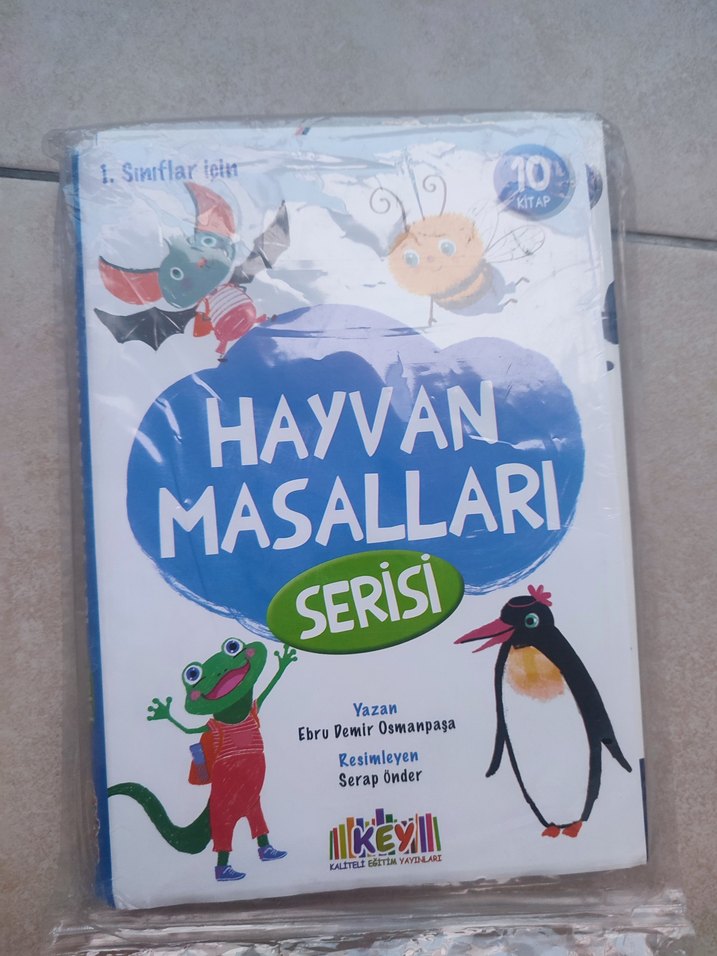 1. Sınıflar için
10
KİTAP
HAYVAN
MASALLARI
SERİSİ
Yazan
Ebru Demir Osmanpaşa
Resimleyen
Serap Önder
KEY
KALİTELİ EĞİTİM YAYINLARI